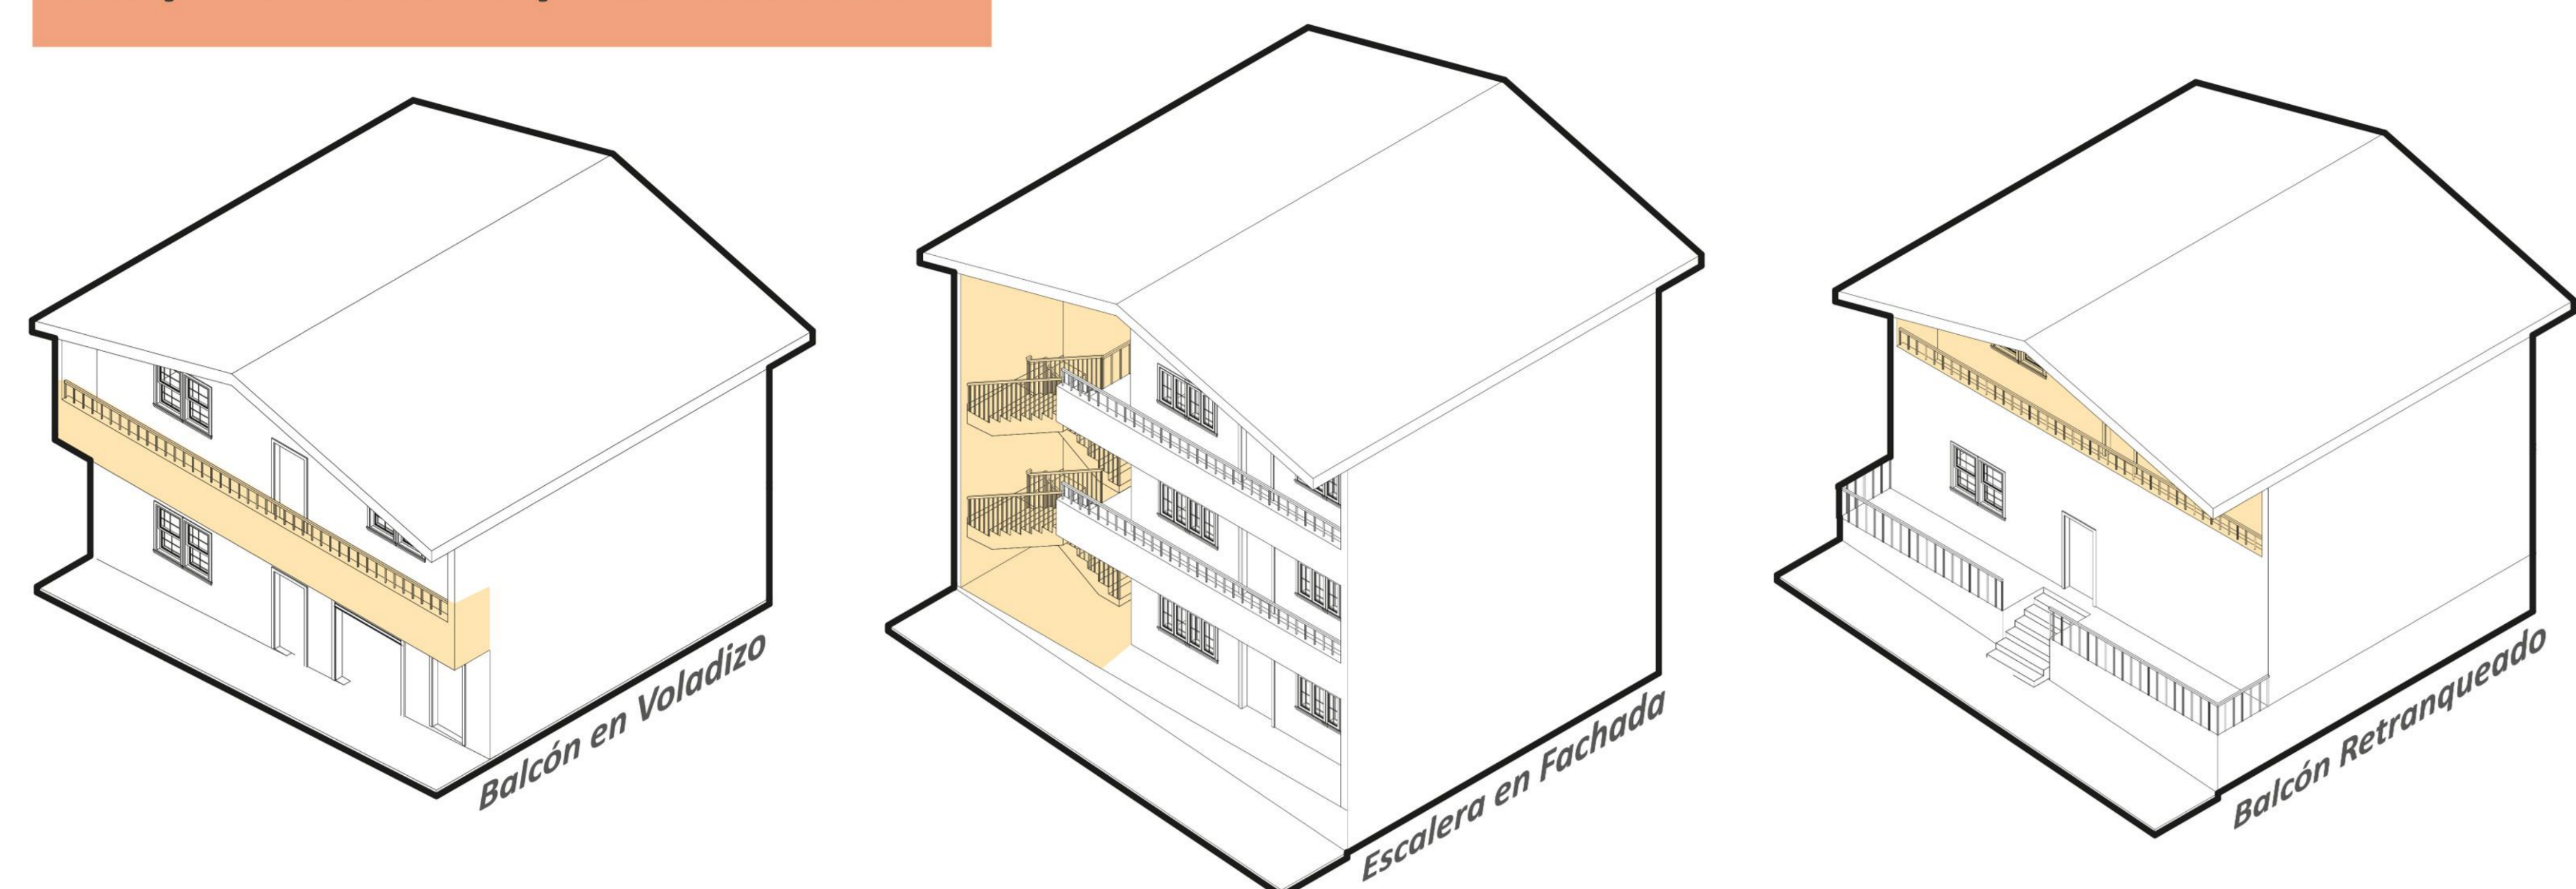 Balcón en Voladizo
Escalera en Fachada
Balcón Retranqueado